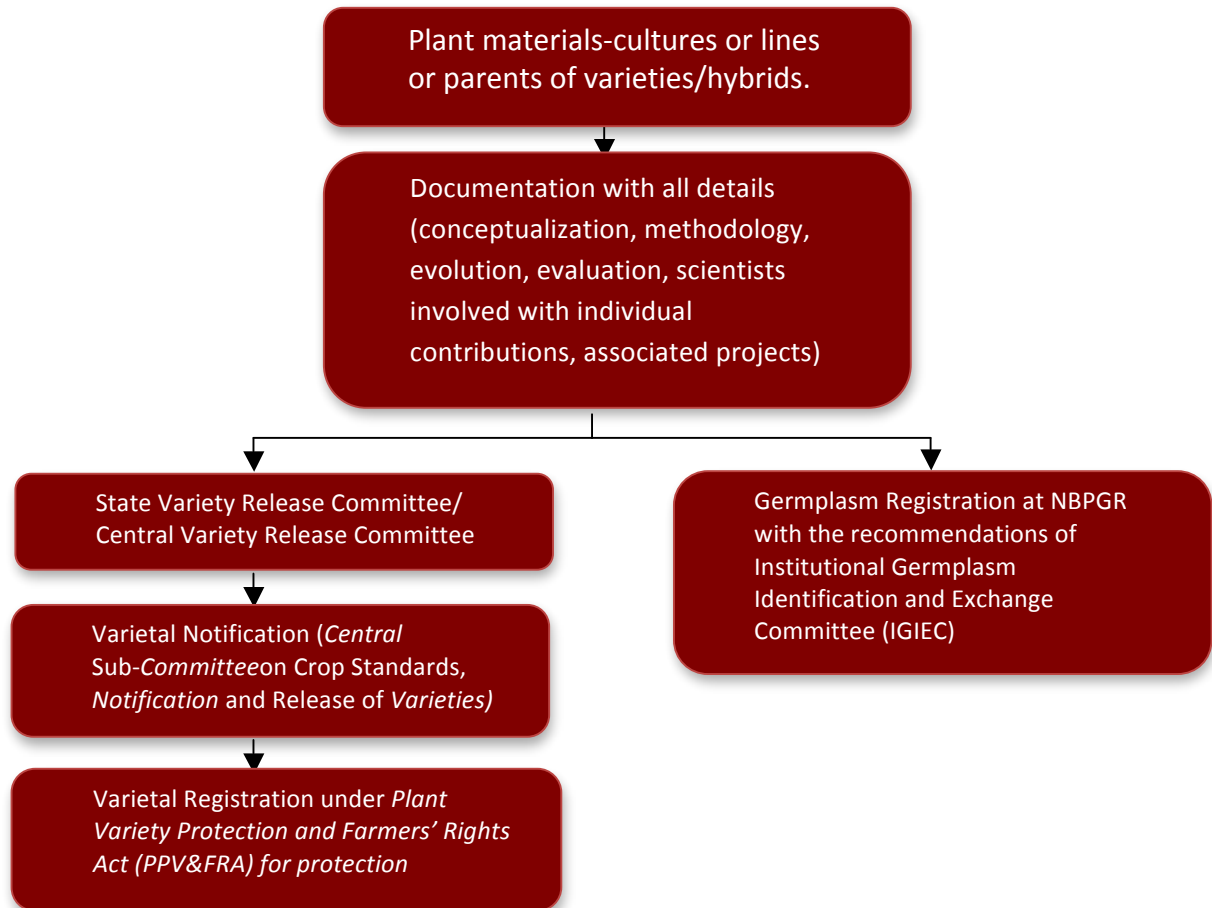 Plant materials-cultures or lines
or parents of varieties/hybrids.
Documentation with all details
(conceptualization, methodology,
evolution, evaluation, scientists
involved with individual
contributions, associated projects)
State Variety Release Committee/
Central Variety Release Committee
Varietal Notification (Central
Sub-Committeeon Crop Standards,
Notification and Release of Varieties)
Varietal Registration under Plant
Variety Protection and Farmers’ Rights
Act (PPV&FRA) for protection
Germplasm Registration at NBPGR
with the recommendations of
Institutional Germplasm
Identification and Exchange
Committee (IGIEC)